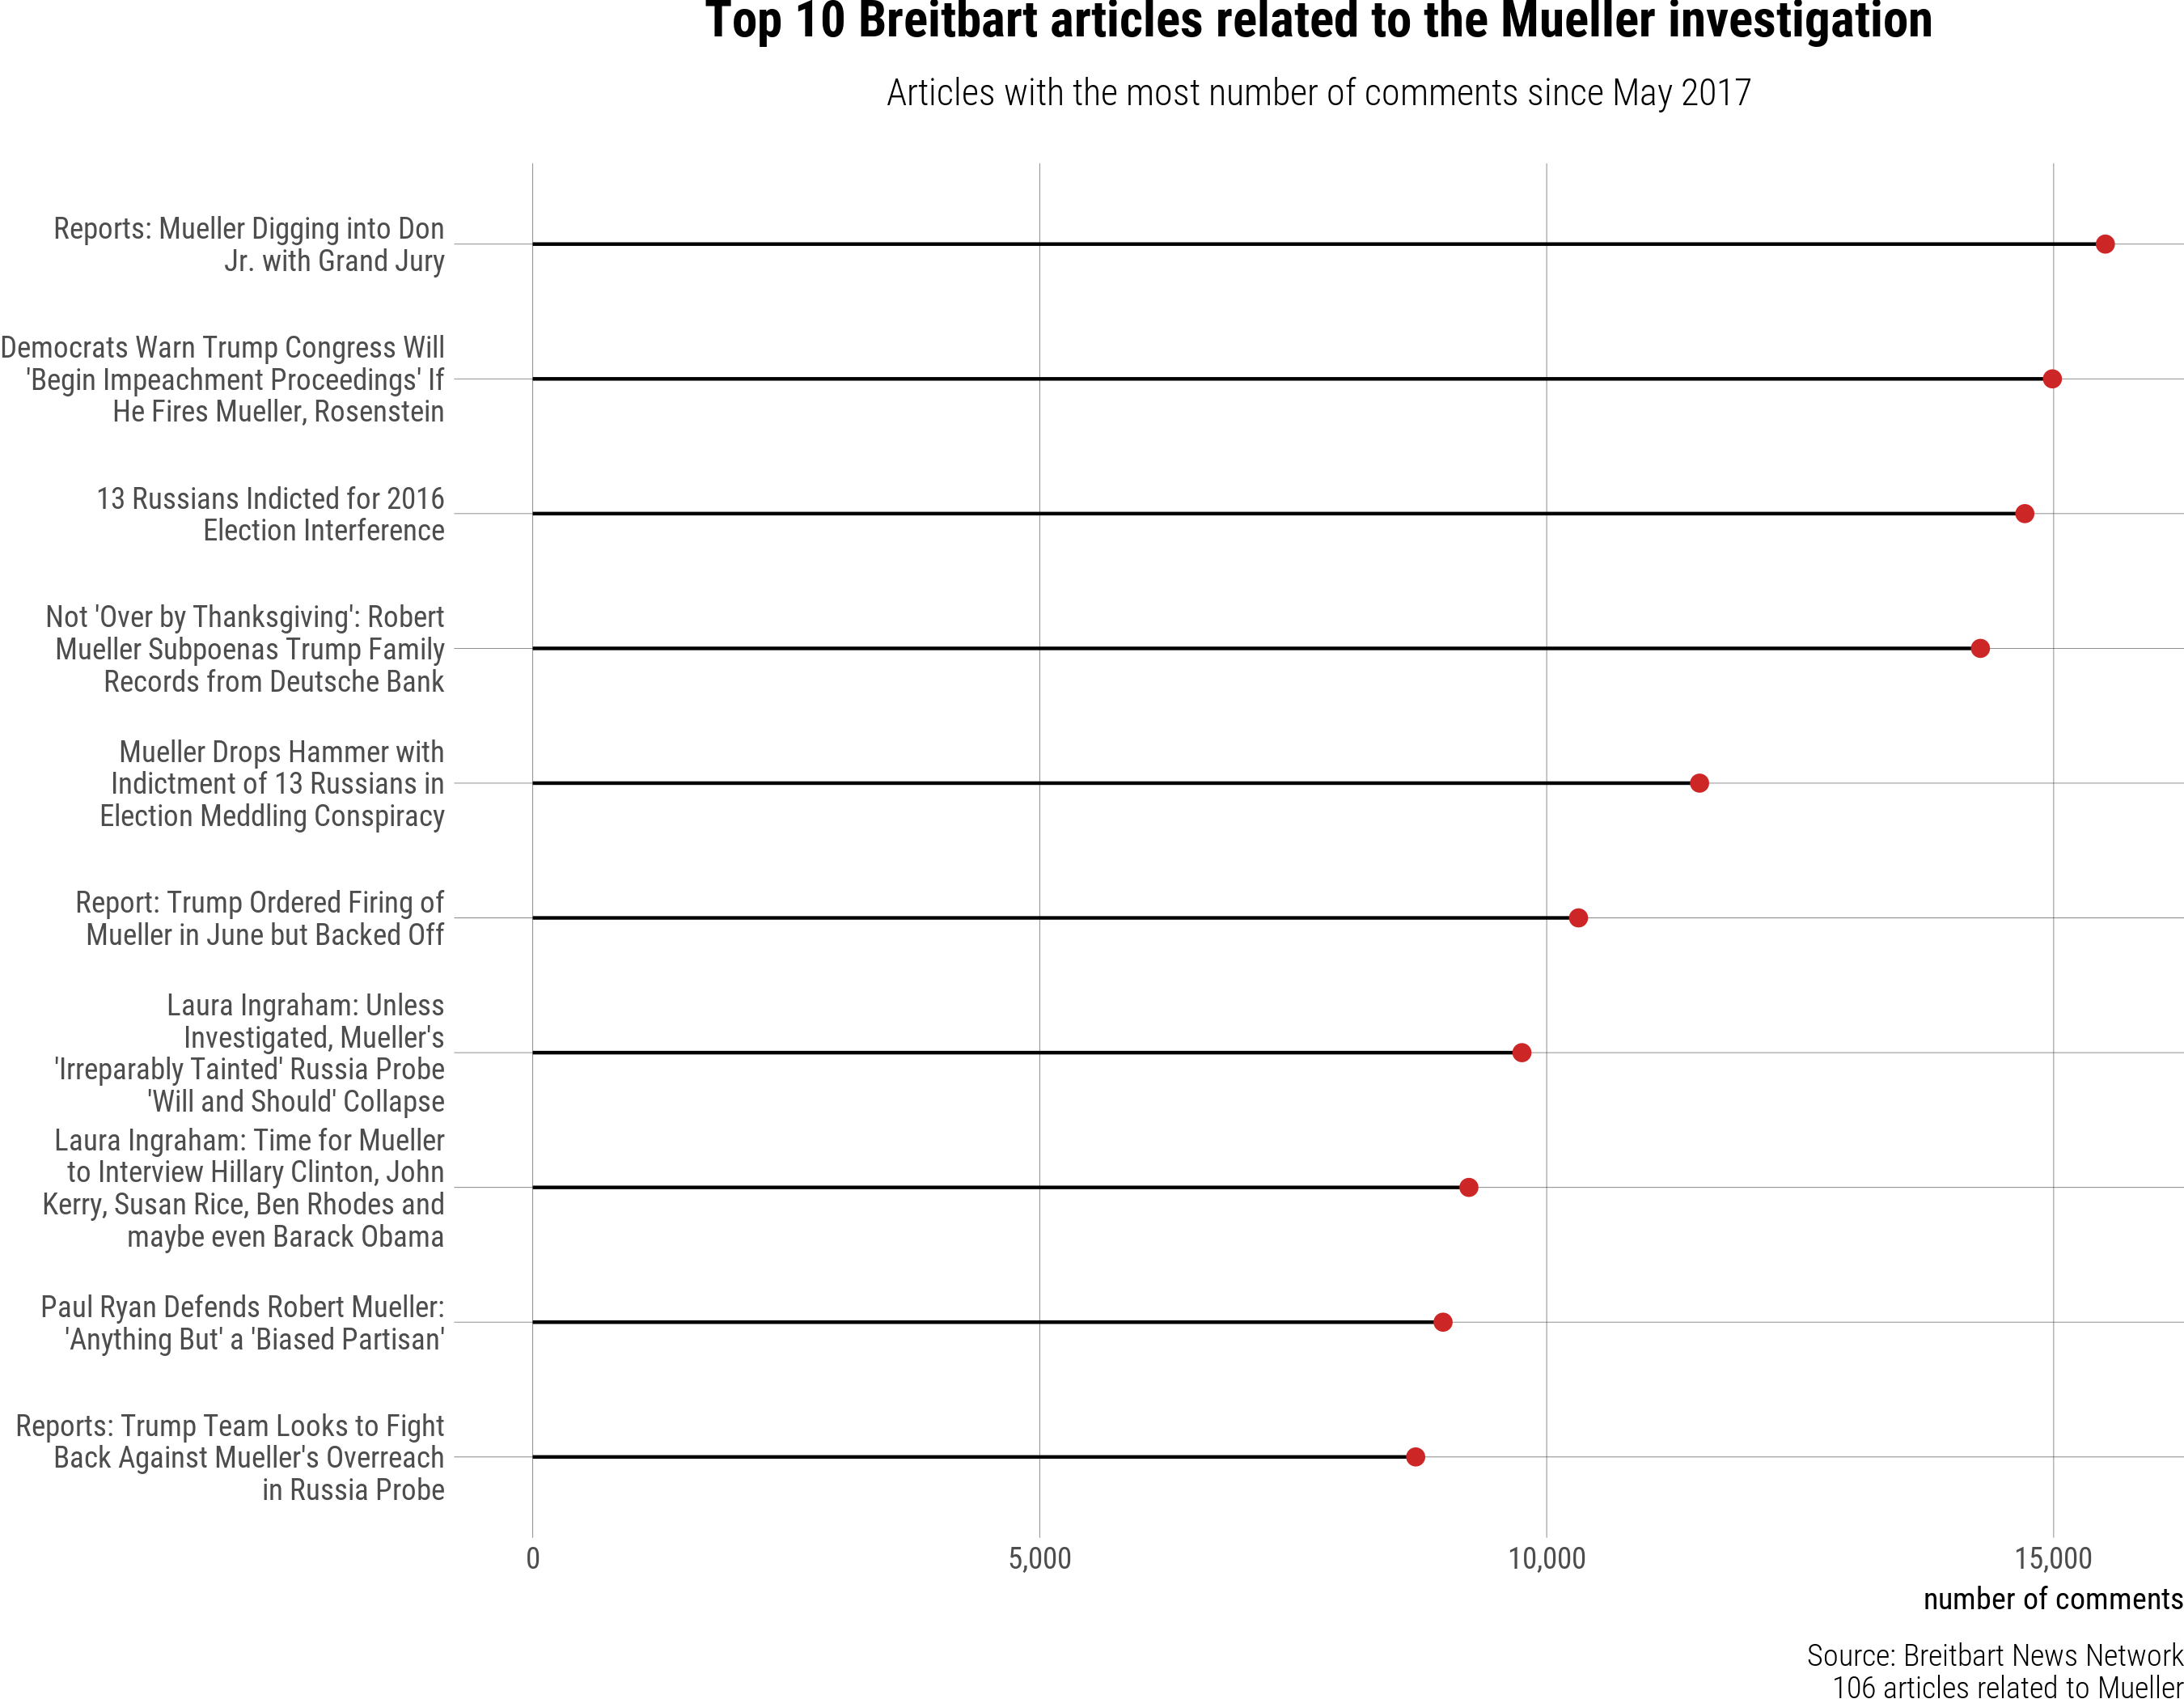 Top 10 Breitbart articles related to the Mueller investigation
Articles with the most number of comments since May 2017
Reports: Mueller Digging into Don
Jr. with Grand Jury
Democrats Warn Trump Congress Will
'Begin Impeachment Proceedings' If
He Fires Mueller, Rosenstein
13 Russians Indicted for 2016
Election Interference
Not 'Over by Thanksgiving': Robert
Mueller Subpoenas Trump Family
Records from Deutsche Bank
Mueller Drops Hammer with
Indictment of 13 Russians in
Election Meddling Conspiracy
Report: Trump Ordered Firing of
Mueller in June but Backed Off
Laura Ingraham: Unless
Investigated, Mueller's
'Irreparably Tainted' Russia Probe
'Will and Should' Collapse
Laura Ingraham: Time for Mueller
to Interview Hillary Clinton, John
Kerry, Susan Rice, Ben Rhodes and
maybe even Barack Obama
Paul Ryan Defends Robert Mueller:
'Anything But' a 'Biased Partisan'
Reports: Trump Team Looks to Fight
Back Against Mueller's Overreach
in Russia Probe
0 5,000 10,000 15,000
number of comments
Source: Breitbart News Network
106 articles related to Mueller